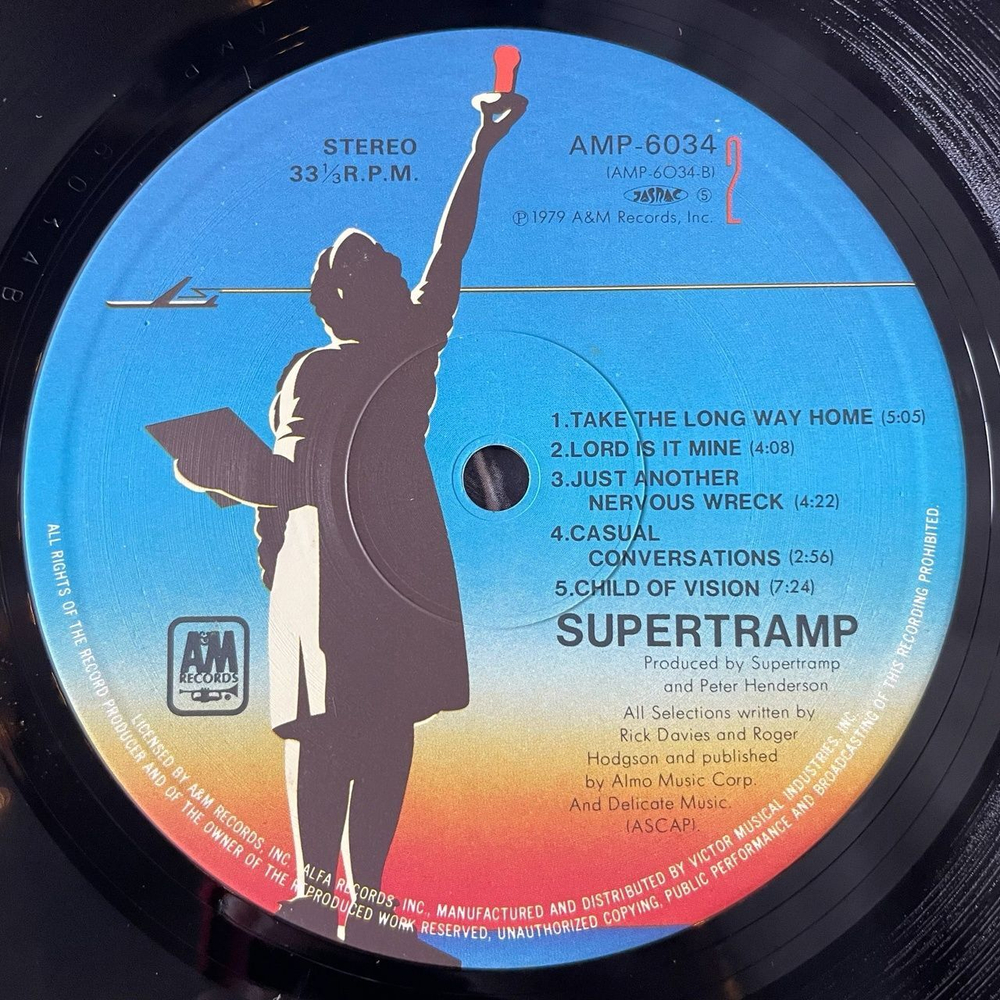 STEREO
33⅓R.P.M.
AMP-6034
(AMP-6034-B)
JASRAC Ⓢ
Ⓟ1979 A&M Records, Inc.
2
1.TAKE THE LONG WAY HOME (5:05)
2.LORD IS IT MINE (4:08)
3.JUST ANOTHER
NERVOUS WRECK (4:22)
4.CASUAL
CONVERSATIONS (2:56)
5.CHILD OF VISION (7:24)
SUPERTRAMP
Produced by Supertramp
and Peter Henderson
All Selections written by
Rick Davies and Roger
Hodgson and published
by Almo Music Corp.
And Delicate Music.
(ASCAP).
A&M
RECORDS
ALL RIGHTS OF THE RECORD PRODUCER AND OF THE OWNER OF THE REPRODUCED WORK RESERVED, UNAUTHORIZED COPYING, PUBLIC PERFORMANCE AND BROADCASTING OF THIS RECORDING PROHIBITED.
LICENSED BY A&M RECORDS, INC. ALFA RECORDS, INC., MANUFACTURED AND DISTRIBUTED BY VICTOR MUSICAL INDUSTRIES, INC.
AMP 6034 B